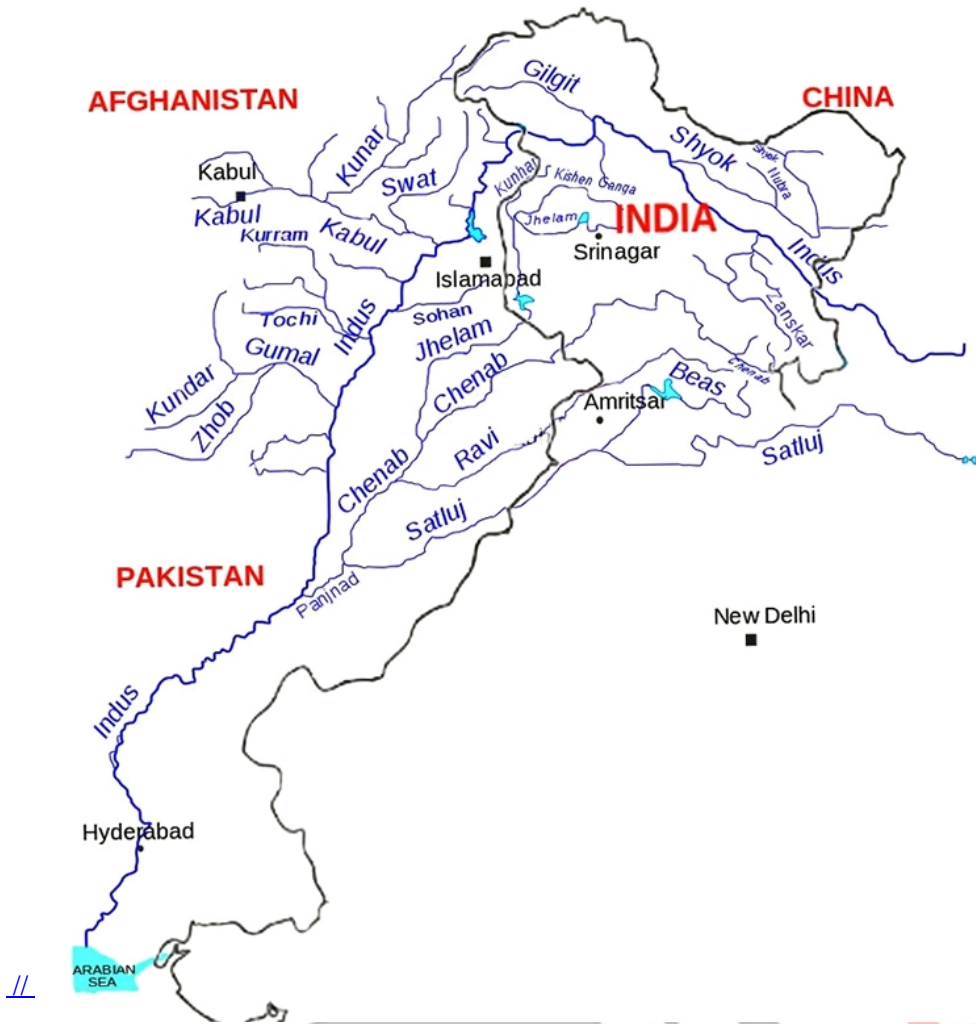 Gilgit
AFGHANISTAN
CHINA
Kunar
Shyok
Shyok
Nubra
Kabul
Swat
Kunhar
Kishen Ganga
Kabul
Kurram
Kabul
Jhelam
INDIA
Srinagar
Indus
Islamabad
Zanskar
Tochi
Indus
Sohan
Jhelam
Gumal
Chenab
Chenab
Kundar
Zhob
Beas
Amritsar
Ravi
Satluj
Chenab
Satluj
PAKISTAN
Panjnad
New Delhi
Indus
Hyderabad
ARABIAN
SEA
//